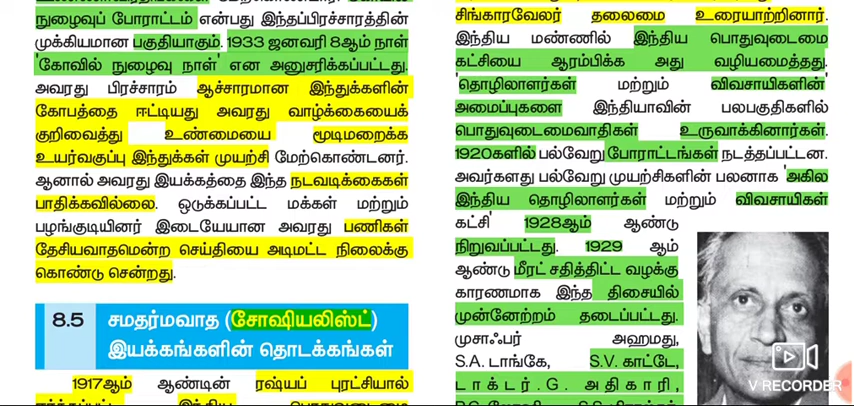 நுழைவுப் போராட்டம் என்பது இந்தப்பிரச்சாரத்தின்
முக்கியமான பகுதியாகும். 1933 ஜனவரி 8ஆம் நாள்
'கோவில் நுழைவு நாள்' என அனுசரிக்கப்பட்டது.
அவரது பிரச்சாரம் ஆச்சாரமான இந்துக்களின்
கோபத்தை ஈட்டியது அவரது வாழ்க்கையைக்
குறிவைத்து உண்மையை மூடிமறைக்க
உயர்வகுப்பு இந்துக்கள் முயற்சி மேற்கொண்டனர்.
ஆனால் அவரது இயக்கத்தை இந்த நடவடிக்கைகள்
பாதிக்கவில்லை. ஒடுக்கப்பட்ட மக்கள் மற்றும்
பழங்குடியினர் இடையேயான அவரது பணிகள்
தேசியவாதமென்ற செய்தியை அடிமட்ட நிலைக்கு
கொண்டு சென்றது.
8.5 சமதர்மவாத (சோஷியலிஸ்ட்)
இயக்கங்களின் தொடக்கங்கள்
1917ஆம் ஆண்டின் ரஷ்யப் புரட்சியால்
சிங்காரவேலர் தலைமை உரையாற்றினார்.
இந்திய மண்ணில் இந்திய பொதுவுடைமை
கட்சியை ஆரம்பிக்க அது வழியமைத்தது.
'தொழிலாளர்கள் மற்றும் விவசாயிகளின்'
அமைப்புகளை இந்தியாவின் பலபகுதிகளில்
பொதுவுடைமைவாதிகள் உருவாக்கினார்கள்.
1920களில் பல்வேறு போராட்டங்கள் நடத்தப்பட்டன.
அவர்களது பல்வேறு முயற்சிகளின் பலனாக 'அகில
இந்திய தொழிலாளர்கள் மற்றும் விவசாயிகள்
கட்சி' 1928ஆம் ஆண்டு
நிறுவப்பட்டது. 1929 ஆம்
ஆண்டு மீரட் சதித்திட்ட வழக்கு
காரணமாக இந்த திசையில்
முன்னேற்றம் தடைப்பட்டது.
முசாஃபர் அஹமது,
S.A. டாங்கே, S.V. காட்டே,
டாக்டர்.G. அதிகாரி,
V RECORDER